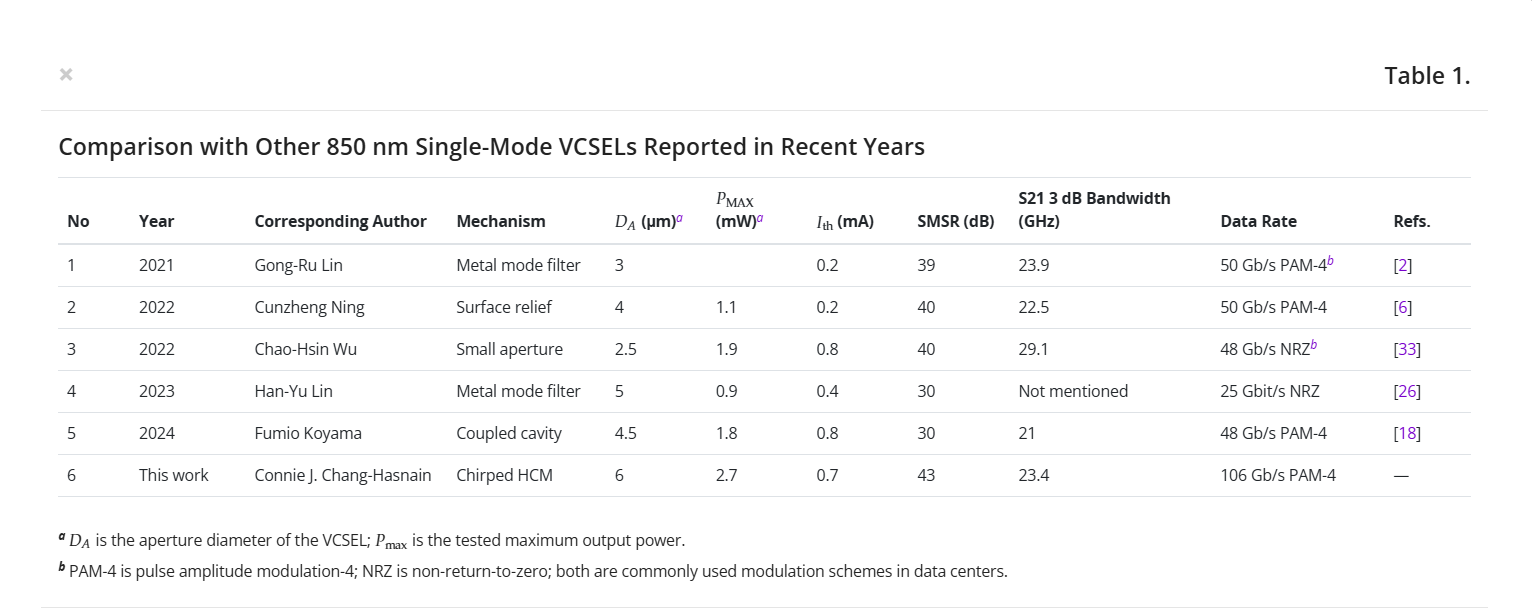 ×
Table 1.
Comparison with Other 850 nm Single-Mode VCSELs Reported in Recent Years
No Year Corresponding Author Mechanism D_A (µm)^a P_MAX (mW)^a I_th (mA) SMSR (dB) S21 3 dB Bandwidth (GHz) Data Rate Refs.
1 2021 Gong-Ru Lin Metal mode filter 3 0.2 39 23.9 50 Gb/s PAM-4^b [2]
2 2022 Cunzheng Ning Surface relief 4 1.1 0.2 40 22.5 50 Gb/s PAM-4 [6]
3 2022 Chao-Hsin Wu Small aperture 2.5 1.9 0.8 40 29.1 48 Gb/s NRZ^b [33]
4 2023 Han-Yu Lin Metal mode filter 5 0.9 0.4 30 Not mentioned 25 Gbit/s NRZ [26]
5 2024 Fumio Koyama Coupled cavity 4.5 1.8 0.8 30 21 48 Gb/s PAM-4 [18]
6 This work Connie J. Chang-Hasnain Chirped HCM 6 2.7 0.7 43 23.4 106 Gb/s PAM-4 —
^a D_A is the aperture diameter of the VCSEL; P_max is the tested maximum output power.
^b PAM-4 is pulse amplitude modulation-4; NRZ is non-return-to-zero; both are commonly used modulation schemes in data centers.